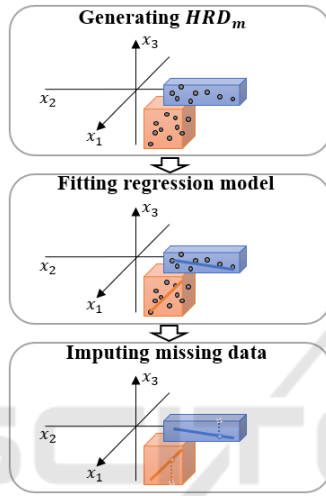 Generating HRD_m
x_3
x_2
x_1
Fitting regression model
x_3
x_2
x_1
Imputing missing data
x_3
x_2
x_1